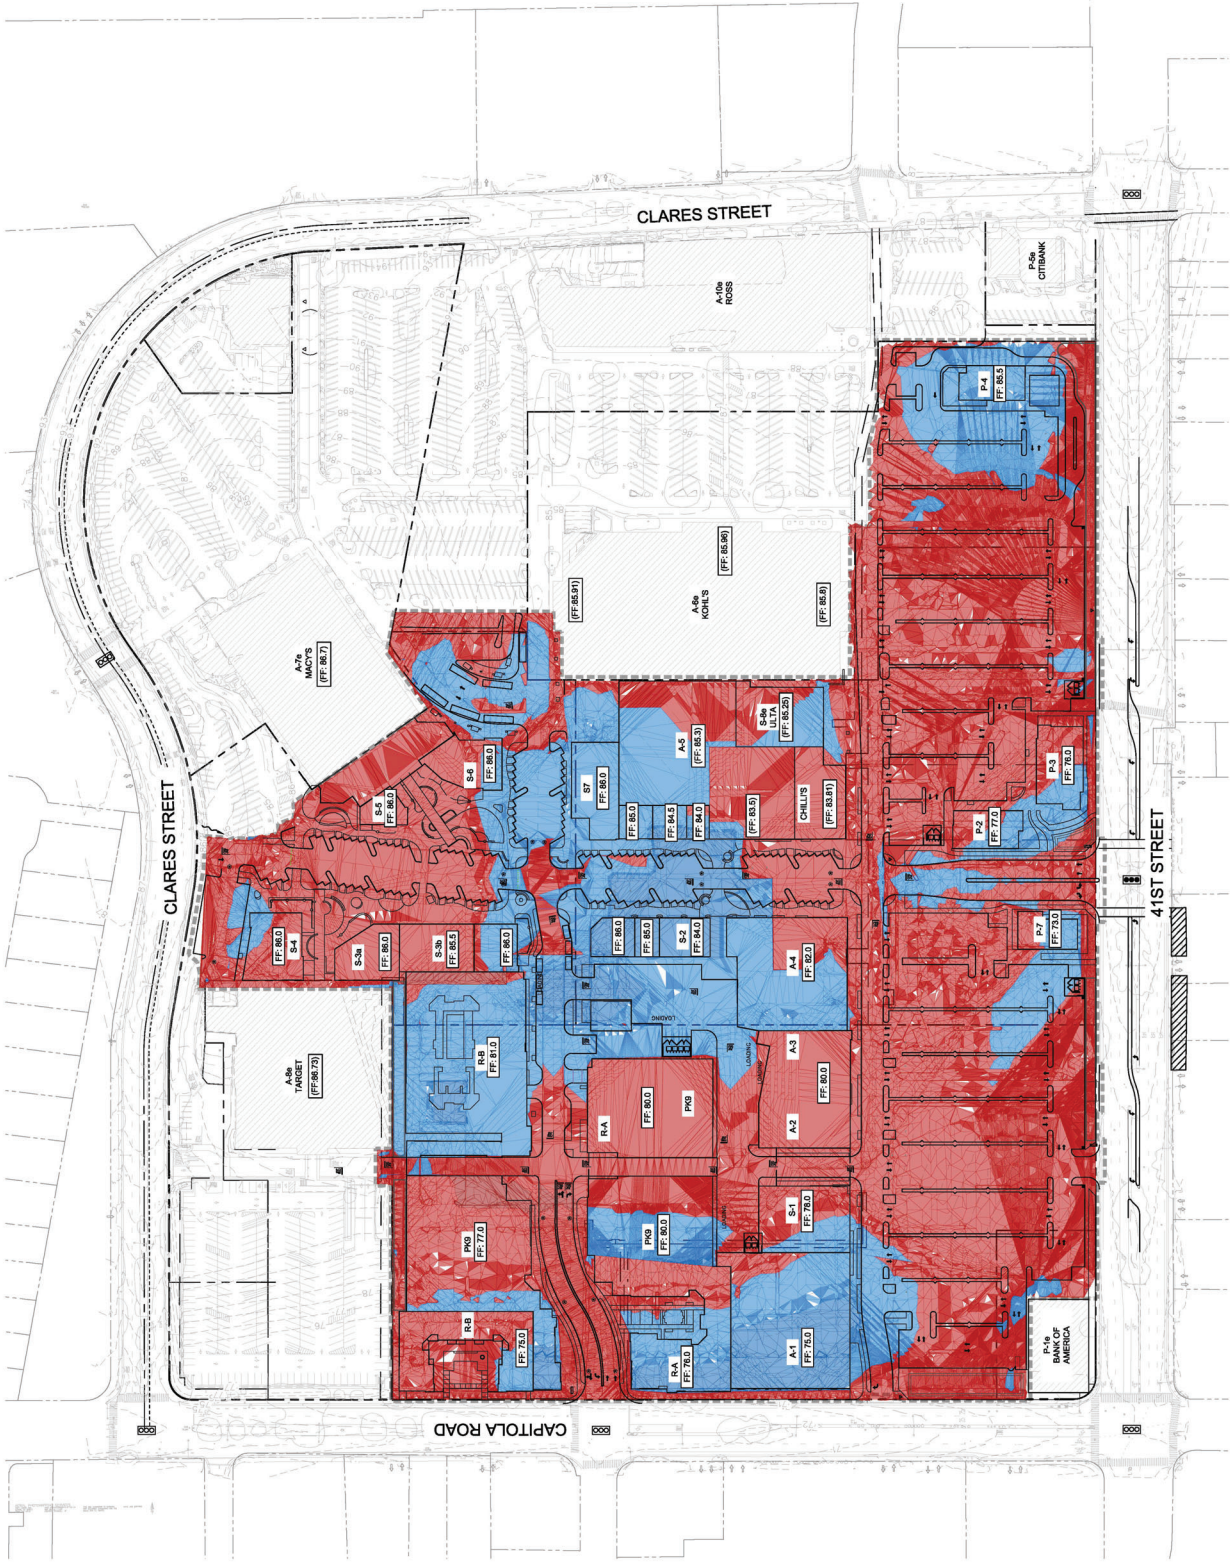 CLARES STREET
CLARES STREET
CAPITOLA ROAD
41ST STREET
A-10e
ROSS
P-5e
CITIBANK
P-4
FF: 85.5
A-6e
KOHL'S
(FF:85.91)
(FF: 85.96)
(FF: 85.8)
A-7e
MACY'S
(FF: 86.7)
S-6
FF: 86.0
S-5
FF: 86.0
S7
FF: 86.0
A-5
(FF: 85.3)
S-8e
ULTA
(FF: 85.25)
FF: 85.0
FF: 84.5
FF: 84.0
(FF: 83.5)
CHILLI'S
(FF: 83.81)
P-3
FF: 76.0
P-2
FF: 77.0
FF: 86.0
S-4
S-3a
FF: 86.0
S-3b
FF: 85.5
FF: 86.0
FF: 86.0
FF: 85.0
S-2
FF: 84.0
A-4
FF: 82.0
P-7
FF: 73.0
A-8e
TARGET
(FF:86.73)
R-B
FF: 81.0
LOADING
LOADING
LOADING
R-A
FF: 80.0
PK9
A-3
A-2
FF: 80.0
PK9
FF: 77.0
PK9
FF: 80.0
LOADING
S-1
FF: 78.0
R-B
FF: 75.0
R-A
FF: 76.0
A-1
FF: 75.0
P-1e
BANK OF
AMERICA